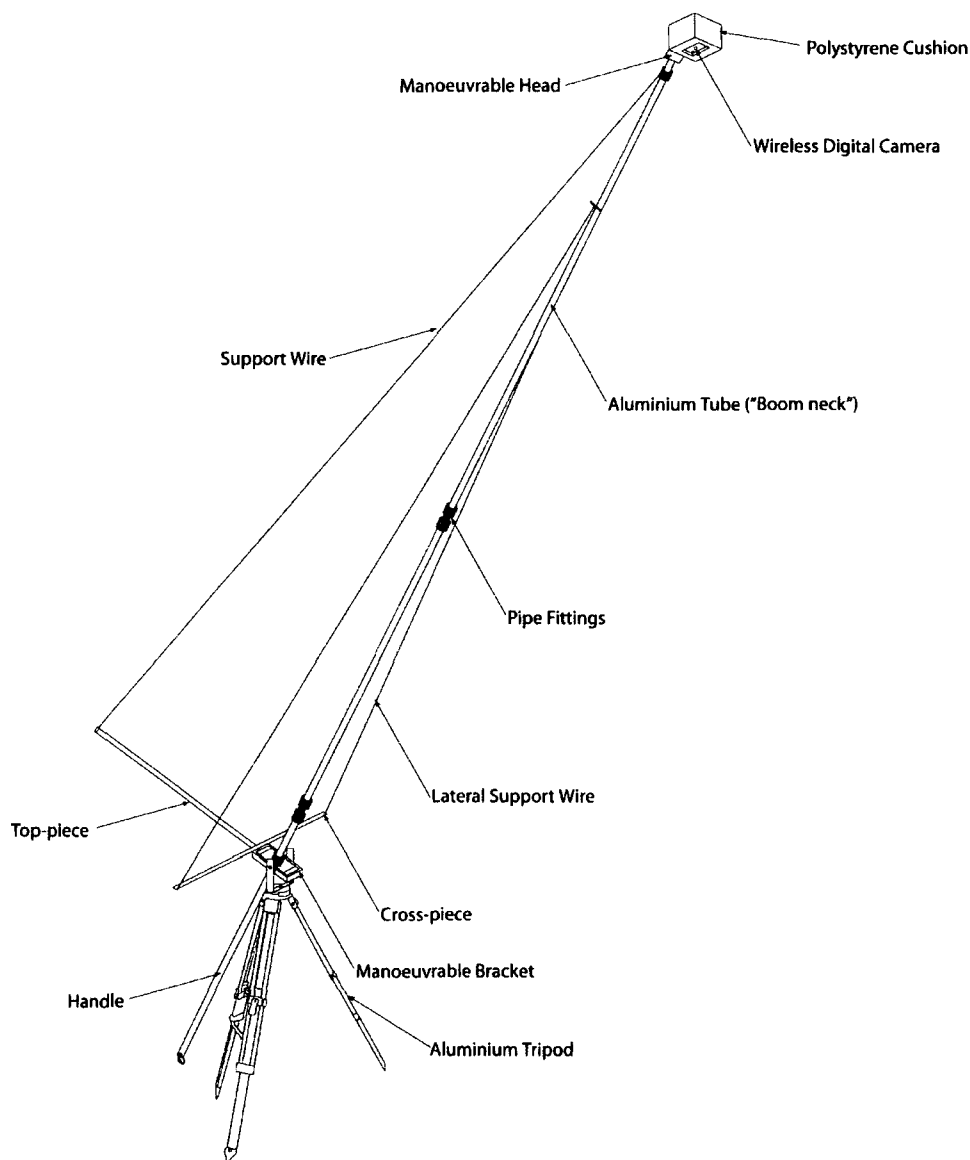 Polystyrene Cushion
Manoeuvrable Head
Wireless Digital Camera
Support Wire
Aluminium Tube ("Boom neck")
Pipe Fittings
Lateral Support Wire
Top-piece
Cross-piece
Manoeuvrable Bracket
Handle
Aluminium Tripod